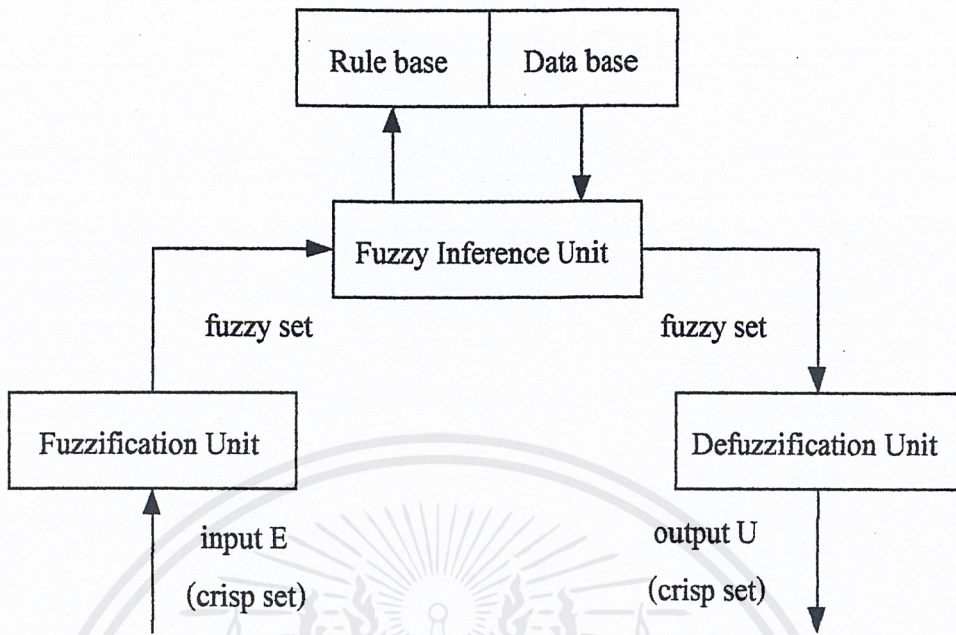 Rule base
Data base
Fuzzy Inference Unit
fuzzy set
fuzzy set
Fuzzification Unit
Defuzzification Unit
input E
(crisp set)
output U
(crisp set)